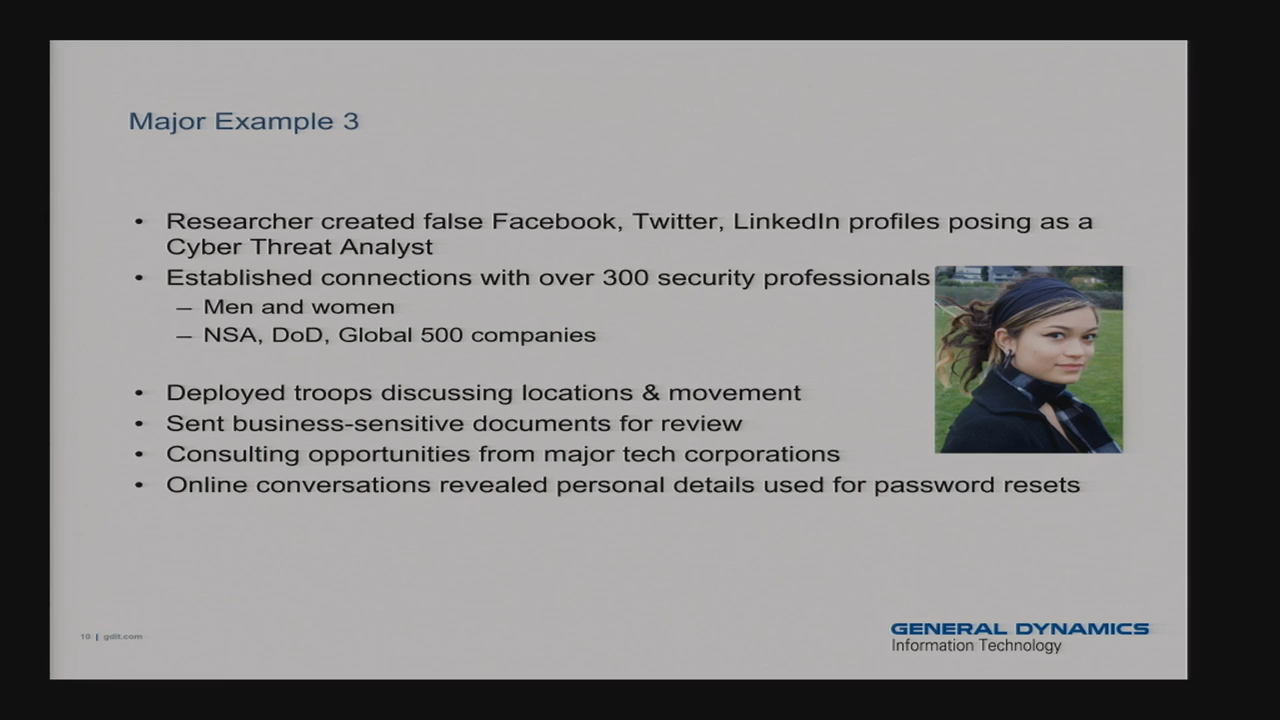 Major Example 3
• Researcher created false Facebook, Twitter, LinkedIn profiles posing as a
Cyber Threat Analyst
• Established connections with over 300 security professionals
– Men and women
– NSA, DoD, Global 500 companies
• Deployed troops discussing locations & movement
• Sent business-sensitive documents for review
• Consulting opportunities from major tech corporations
• Online conversations revealed personal details used for password resets
10 | gdit.com
GENERAL DYNAMICS
Information Technology